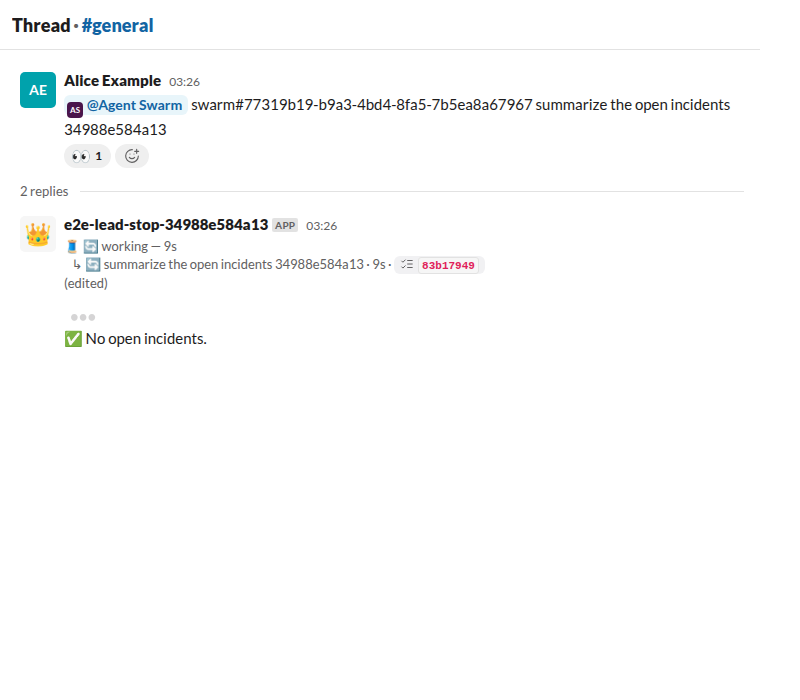 Thread • #general
AE
Alice Example 03:26
AS @Agent Swarm swarm#77319b19-b9a3-4bd4-8fa5-7b5ea8a67967 summarize the open incidents
34988e584a13
👀 1
2 replies
e2e-lead-stop-34988e584a13 APP 03:26
🧵 🔄 working — 9s
↳ 🔄 summarize the open incidents 34988e584a13 · 9s · 83b17949
(edited)
✅ No open incidents.